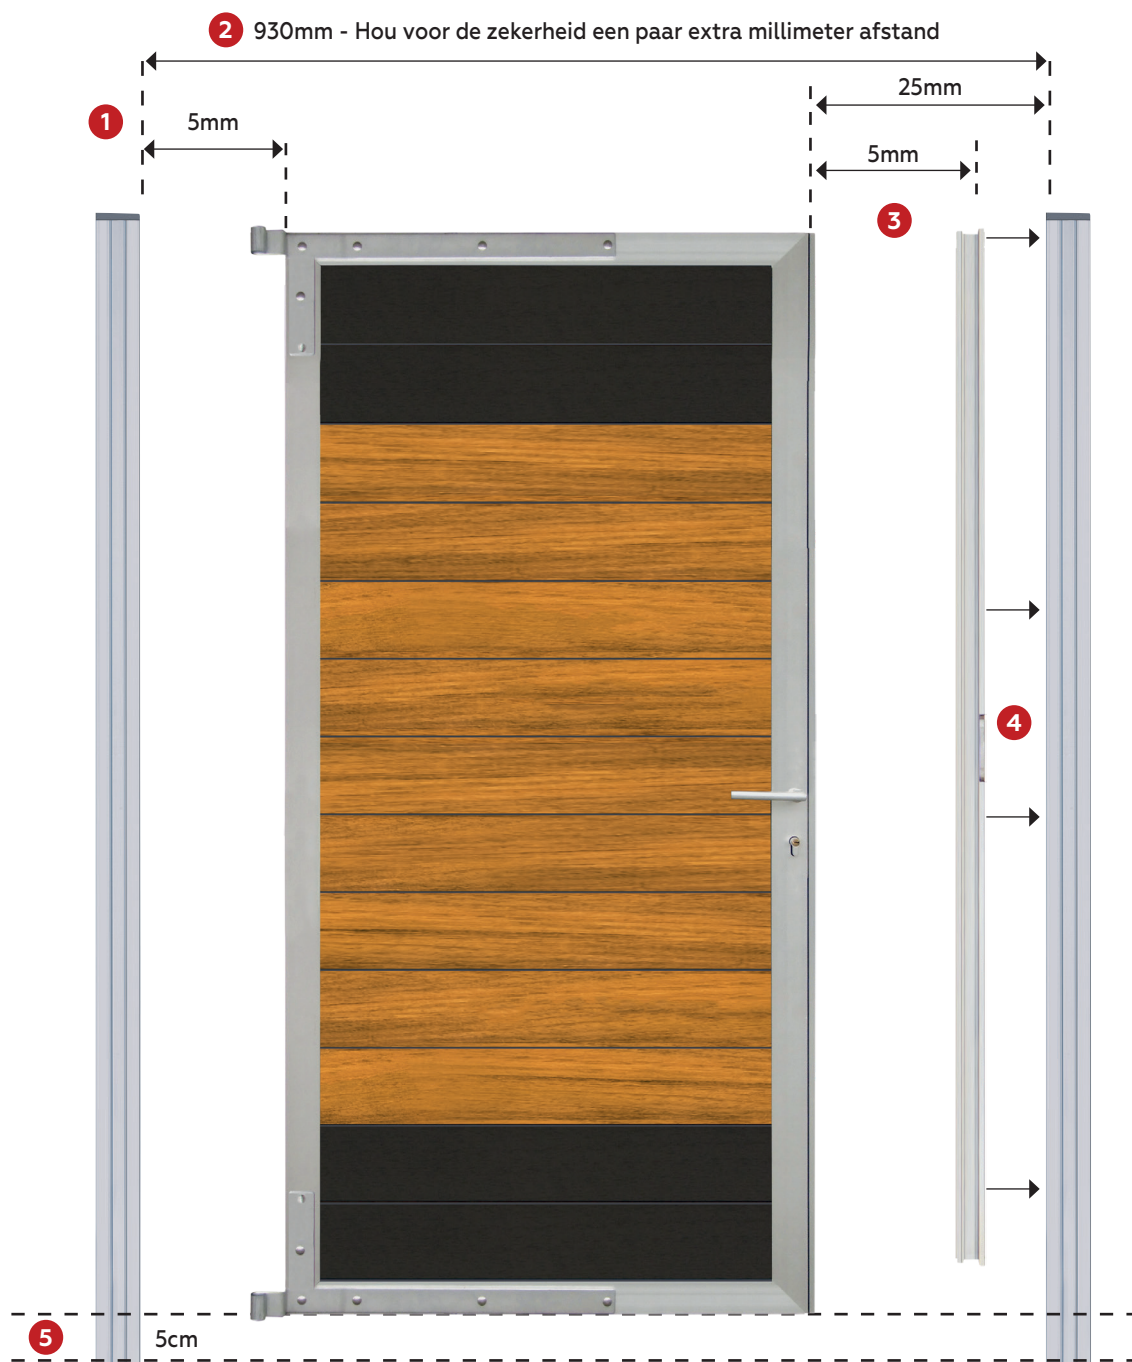 2 930mm - Hou voor de zekerheid een paar extra millimeter afstand
25mm
1 5mm
5mm
3
4
5 5cm